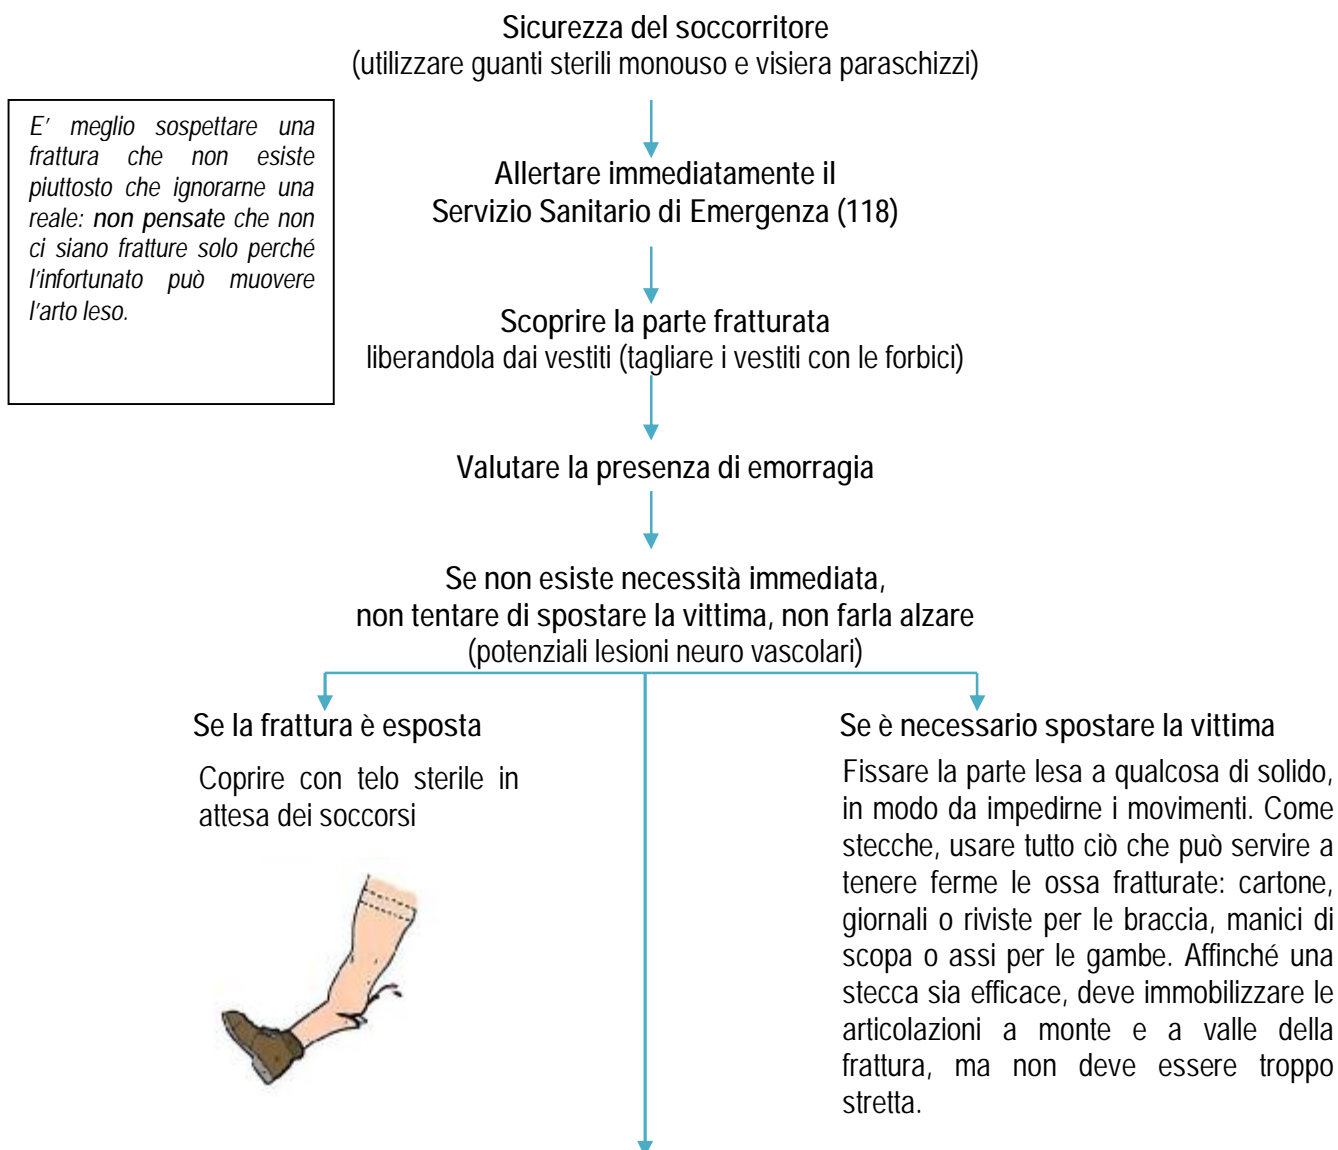 Sicurezza del soccorritore
(utilizzare guanti sterili monouso e visiera paraschizzi)
E' meglio sospettare una
frattura che non esiste
piuttosto che ignorarne una
reale: non pensate che non
ci siano fratture solo perché
l'infortunato può muovere
l'arto leso.
Allertare immediatamente il
Servizio Sanitario di Emergenza (118)
Scoprire la parte fratturata
liberandola dai vestiti (tagliare i vestiti con le forbici)
Valutare la presenza di emorragia
Se non esiste necessità immediata,
non tentare di spostare la vittima, non farla alzare
(potenziali lesioni neuro vascolari)
Se la frattura è esposta
Coprire con telo sterile in
attesa dei soccorsi
Se è necessario spostare la vittima
Fissare la parte lesa a qualcosa di solido,
in modo da impedirne i movimenti. Come
stecche, usare tutto ciò che può servire a
tenere ferme le ossa fratturate: cartone,
giornali o riviste per le braccia, manici di
scopa o assi per le gambe. Affinché una
stecca sia efficace, deve immobilizzare le
articolazioni a monte e a valle della
frattura, ma non deve essere troppo
stretta.